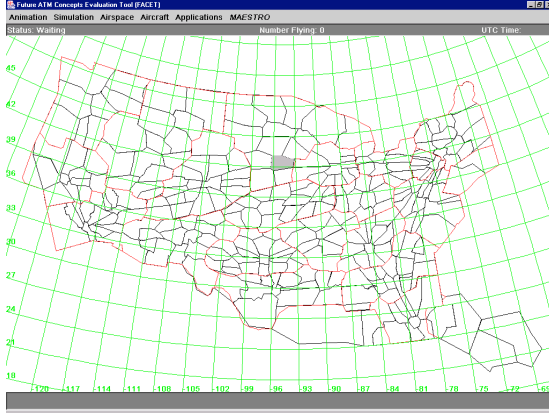 Future ATM Concepts Evaluation Tool (FACET)
Animation Simulation Airspace Aircraft Applications MAESTRO
Status: Waiting Number Flying: 0 UTC Time:
45
42
39
36
33
30
27
24
21
18
-120 -117 -114 -111 -108 -105 -102 -99 -96 -93 -90 -87 -84 -81 -78 -75 -72 -69